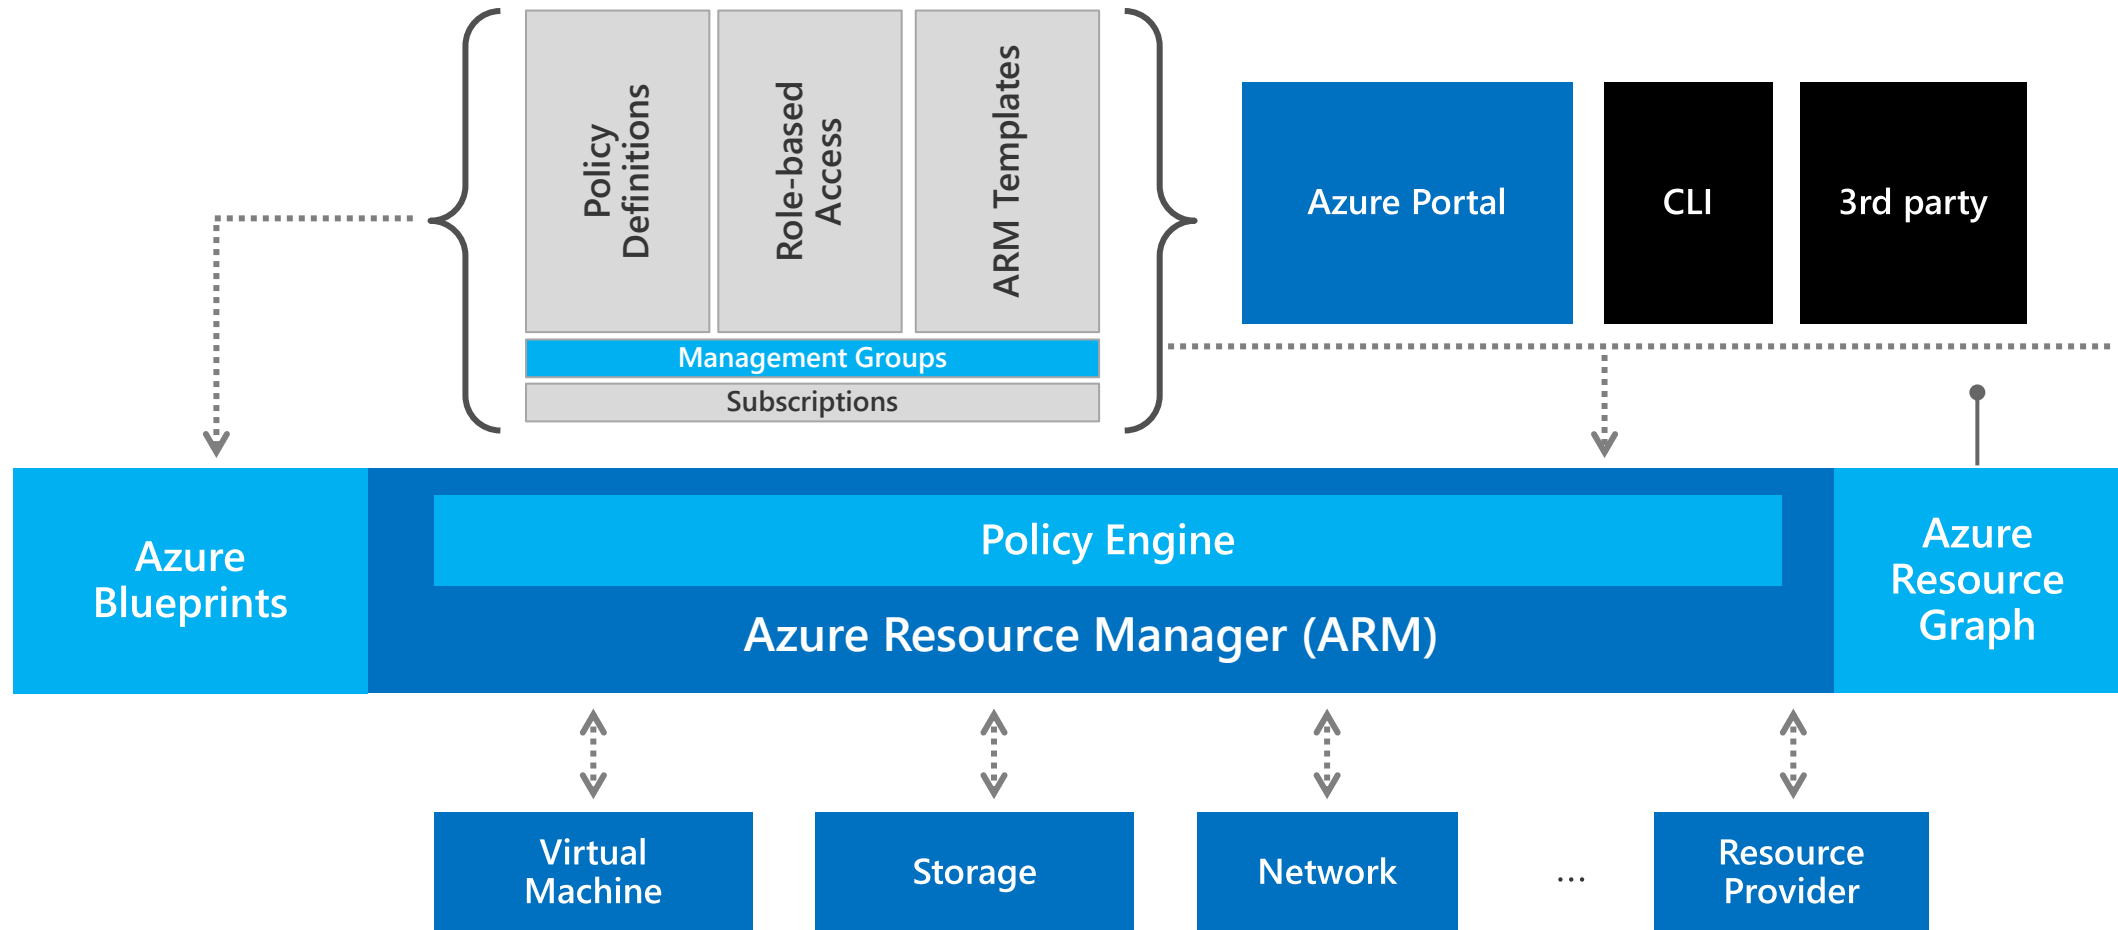 Policy
Definitions
Role-based
Access
ARM Templates
Management Groups
Subscriptions
Azure Portal
CLI
3rd party
Azure
Blueprints
Policy Engine
Azure Resource Manager (ARM)
Azure
Resource
Graph
Virtual
Machine
Storage
Network
...
Resource
Provider